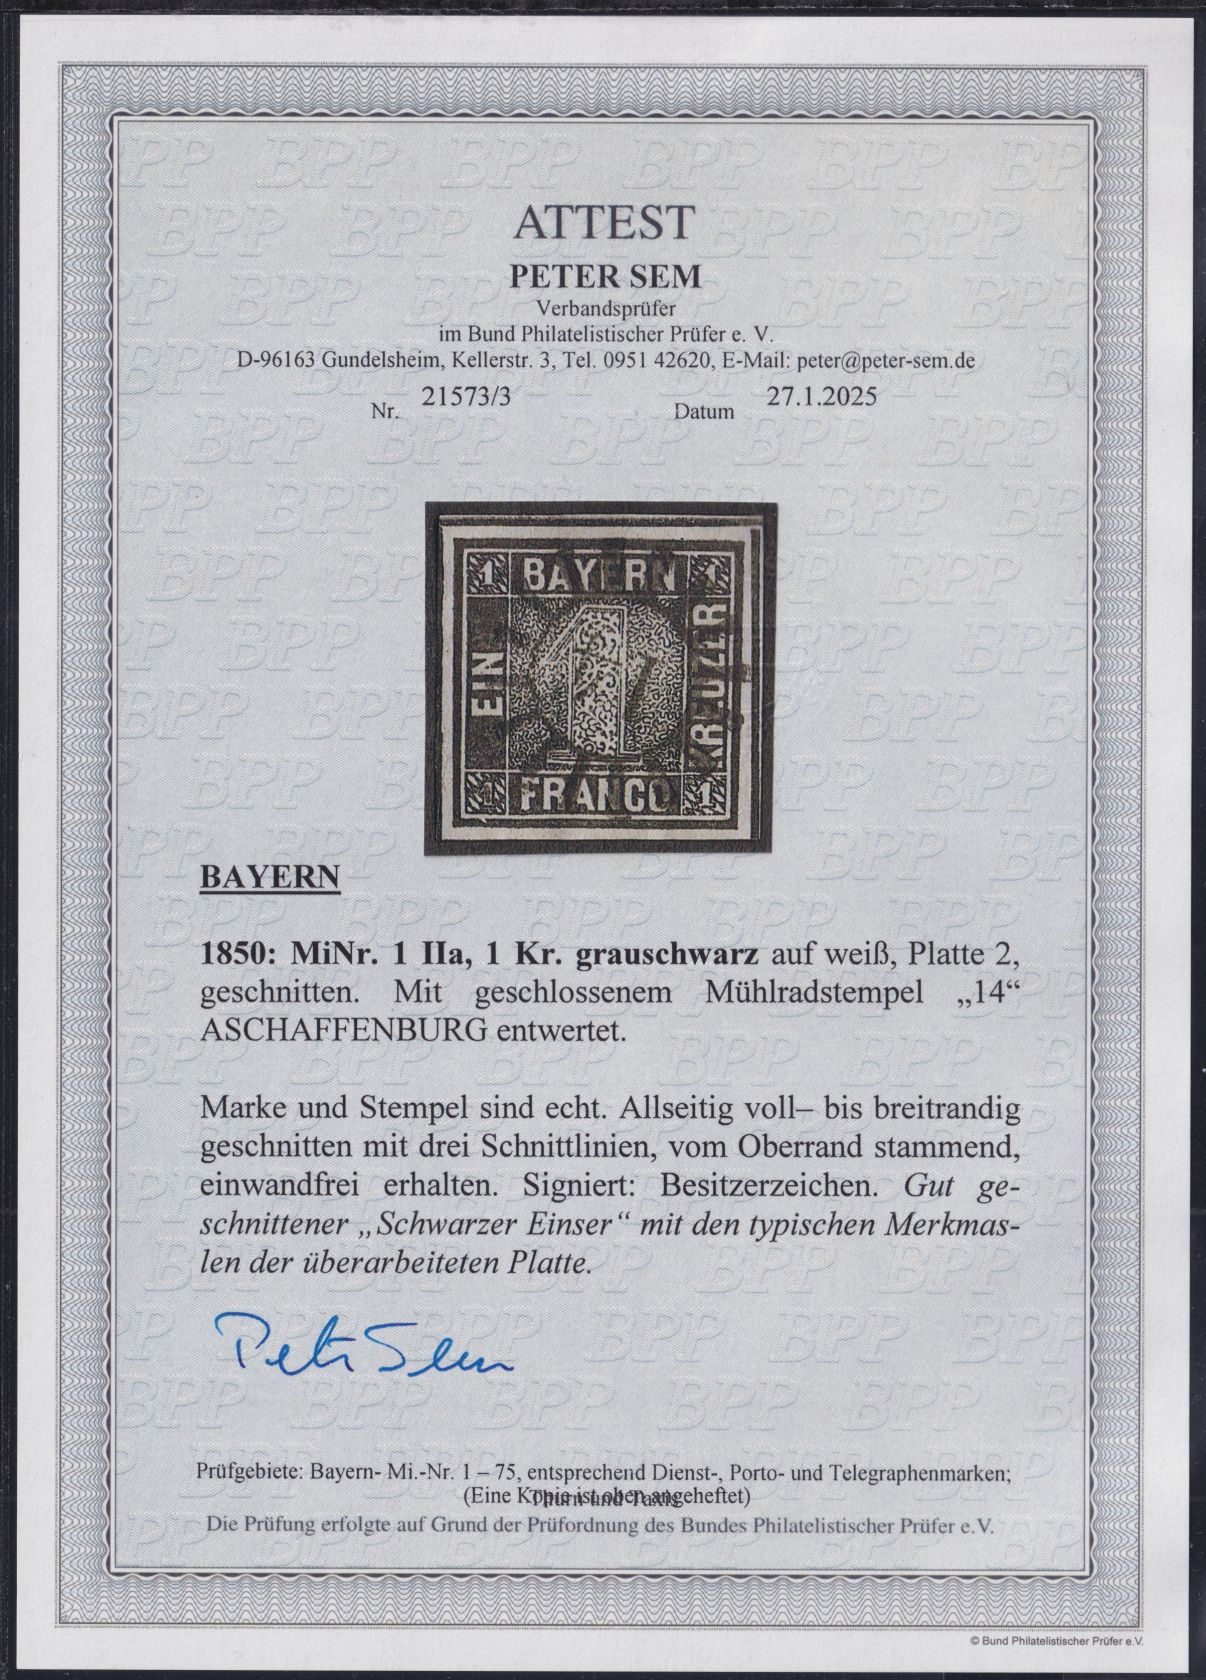 ATTEST
PETER SEM
Verbandsprüfer
im Bund Philatelistischer Prüfer e. V.
D-96163 Gundelsheim, Kellerstr. 3, Tel. 0951 42620, E-Mail: peter@peter-sem.de
Nr. 21573/3 Datum 27.1.2025
1 BAYERN 1
EIN
KREUZER
1 FRANCO 1
BAYERN
1850: MiNr. 1 IIa, 1 Kr. grauschwarz auf weiß, Platte 2,
geschnitten. Mit geschlossenem Mühlradstempel „14“
ASCHAFFENBURG entwertet.
Marke und Stempel sind echt. Allseitig voll– bis breitrandig
geschnitten mit drei Schnittlinien, vom Oberrand stammend,
einwandfrei erhalten. Signiert: Besitzerzeichen. Gut ge-
schnittener „Schwarzer Einser“ mit den typischen Merkmas-
len der überarbeiteten Platte.
Peter Sem
Prüfgebiete: Bayern- Mi.-Nr. 1 – 75, entsprechend Dienst-, Porto- und Telegraphenmarken;
Thurn und Taxis
(Eine Kopie ist oben angeheftet)
Die Prüfung erfolgte auf Grund der Prüfordnung des Bundes Philatelistischer Prüfer e.V.
© Bund Philatelistischer Prüfer e.V.